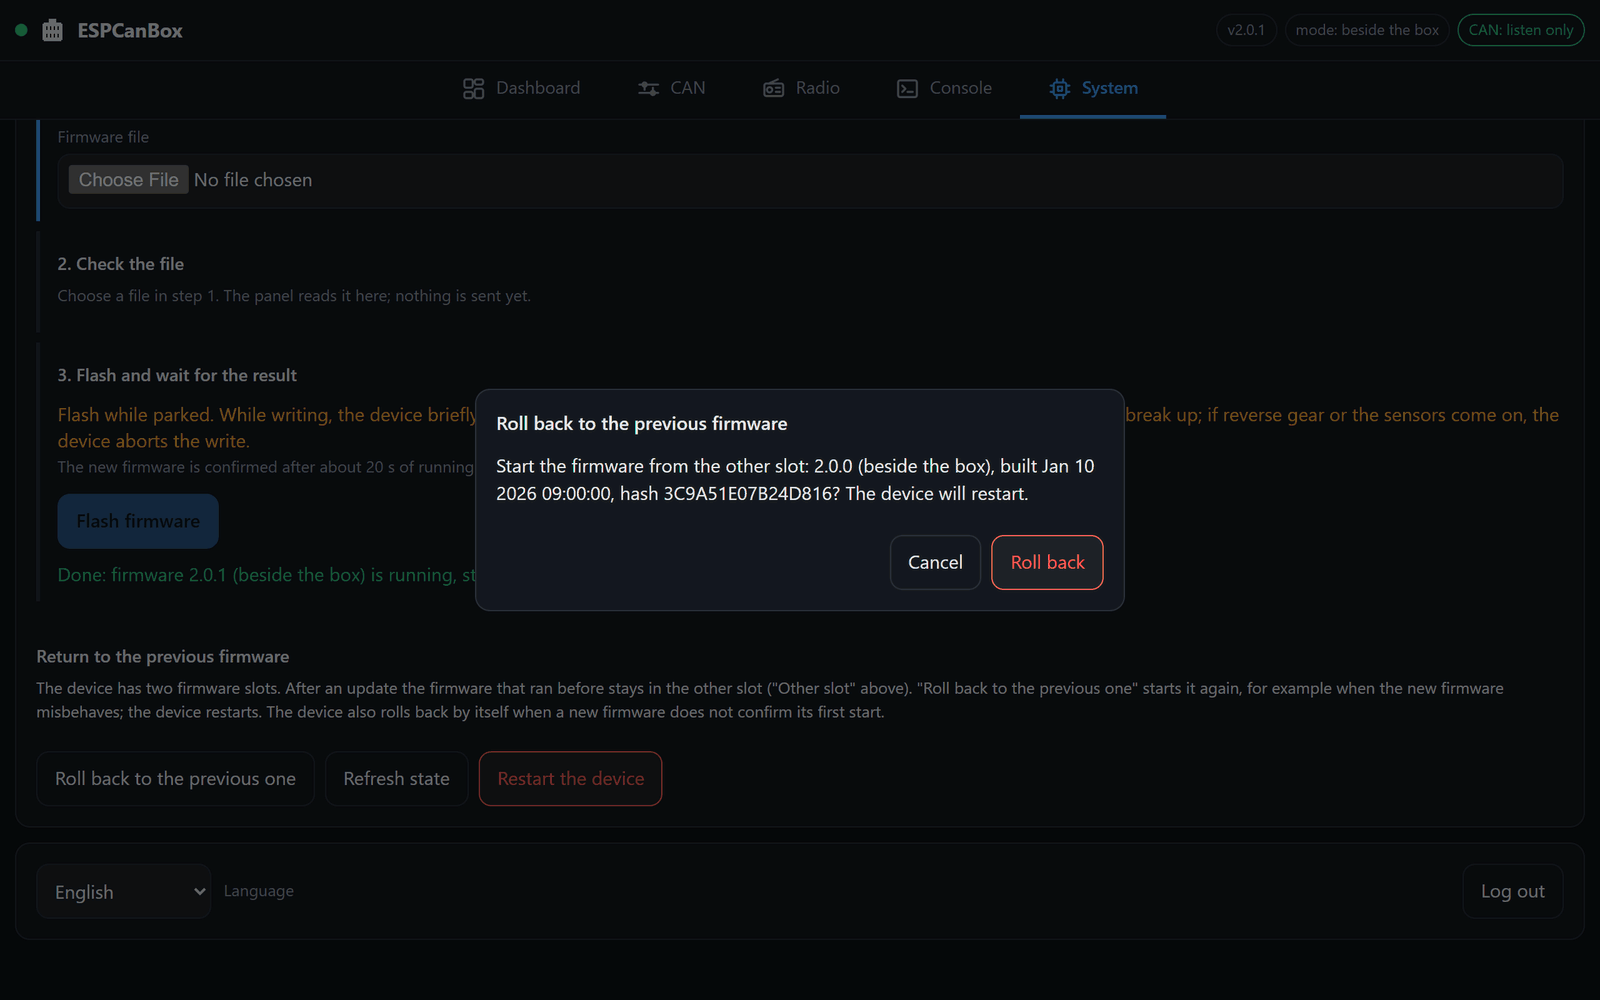 ESPCanBox
v2.0.1
mode: beside the box
CAN: listen only
Dashboard
CAN
Radio
Console
System
Firmware file
Choose File No file chosen
2. Check the file
Choose a file in step 1. The panel reads it here; nothing is sent yet.
3. Flash and wait for the result
Flash while parked. While writing, the device briefly
break up; if reverse gear or the sensors come on, the
device aborts the write.
The new firmware is confirmed after about 20 s of running
Flash firmware
Done: firmware 2.0.1 (beside the box) is running,
Roll back to the previous firmware
Start the firmware from the other slot: 2.0.0 (beside the box), built Jan 10
2026 09:00:00, hash 3C9A51E07B24D816? The device will restart.
Cancel
Roll back
Return to the previous firmware
The device has two firmware slots. After an update the firmware that ran before stays in the other slot ("Other slot" above). "Roll back to the previous one" starts it again, for example when the new firmware
misbehaves; the device restarts. The device also rolls back by itself when a new firmware does not confirm its first start.
Roll back to the previous one
Refresh state
Restart the device
English
Language
Log out